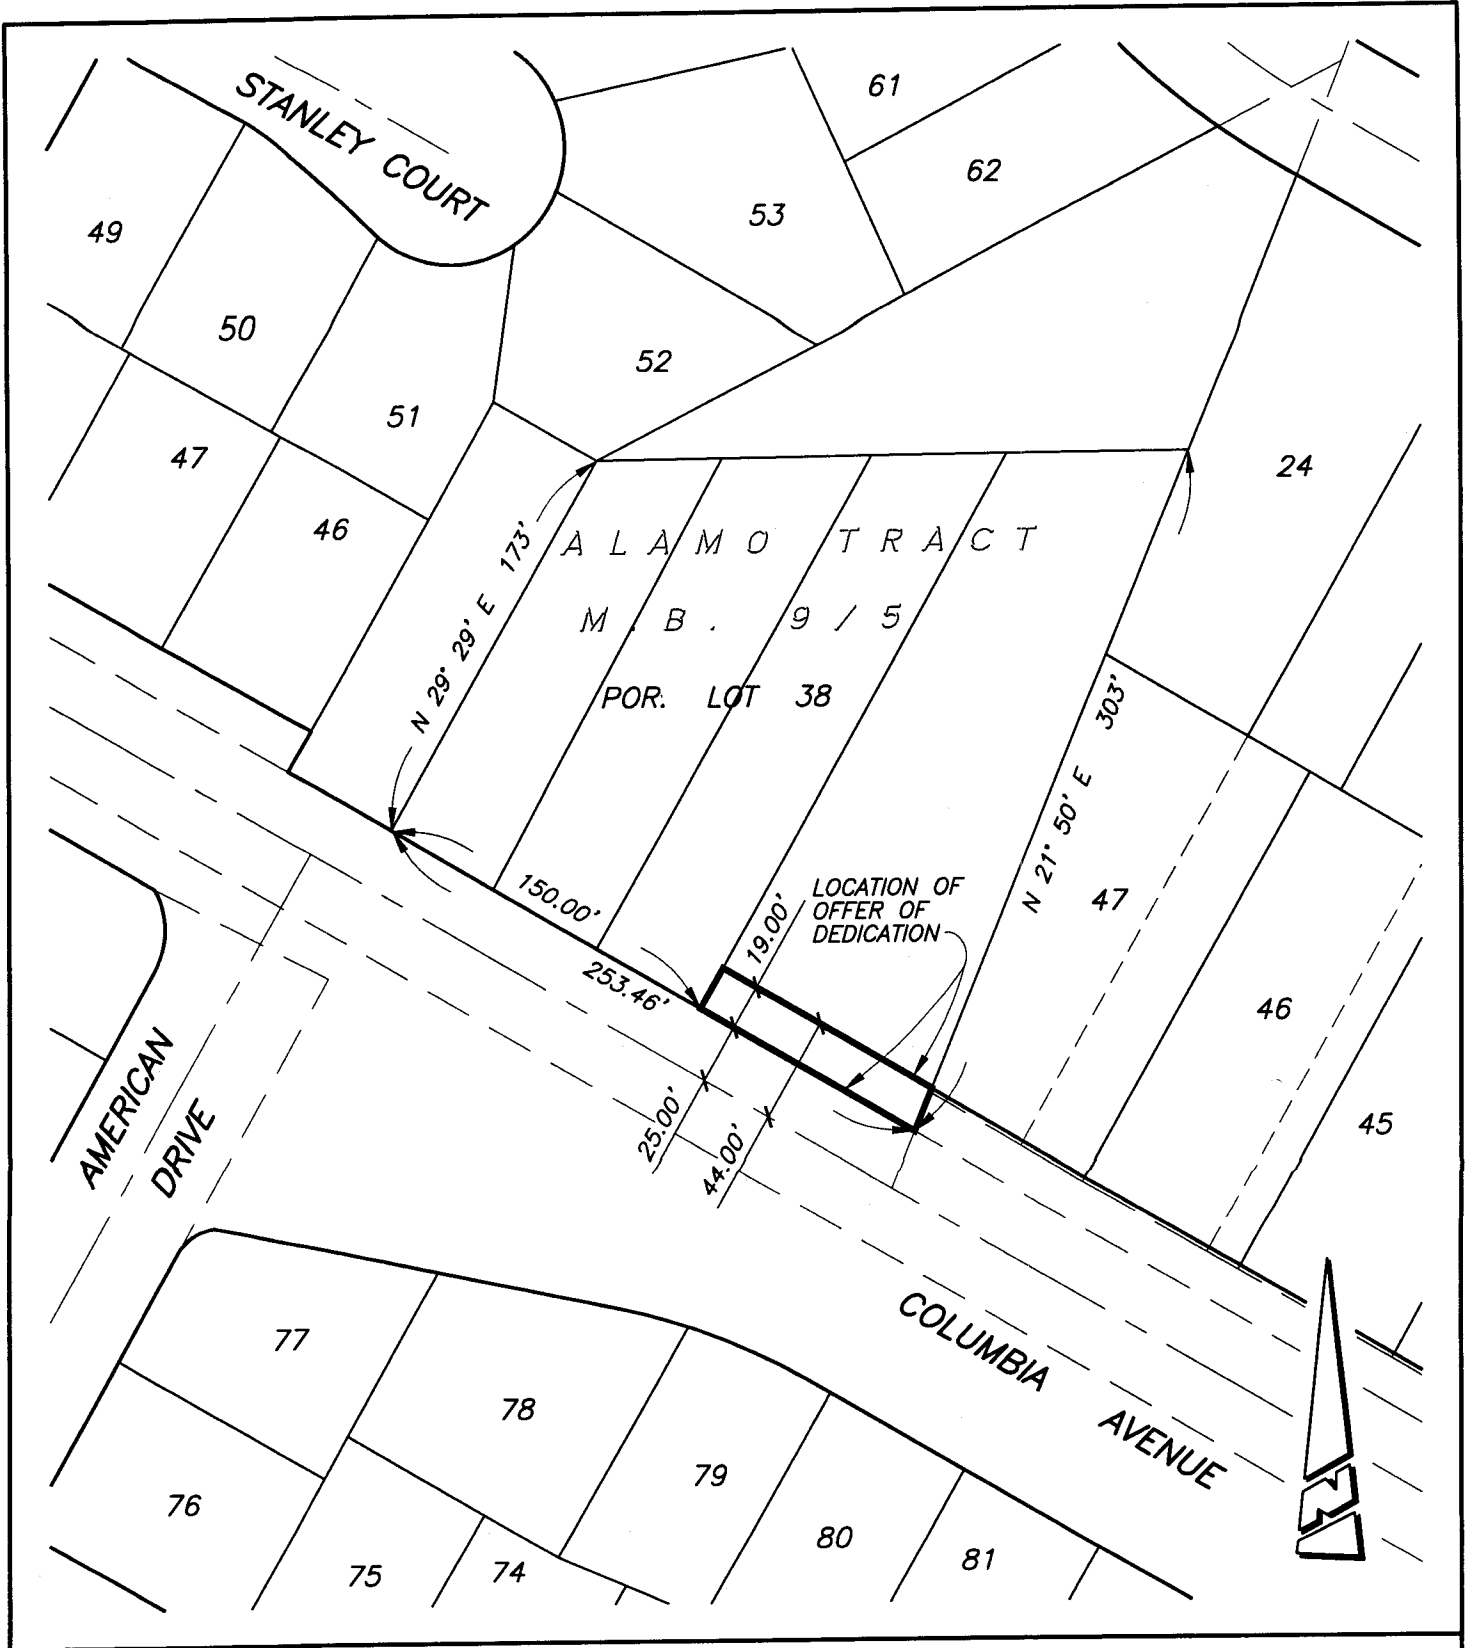 STANLEY COURT
61
62
53
49
50
52
51
47
46
24
N 29° 29' E 173'
ALAMO TRACT
M.B. 9/5
POR. LOT 38
N 21° 50' E 303'
150.00'
253.46'
19.00'
LOCATION OF
OFFER OF
DEDICATION
47
46
45
25.00'
44.00'
AMERICAN
DRIVE
COLUMBIA
AVENUE
77
78
79
76
75
74
80
81
N